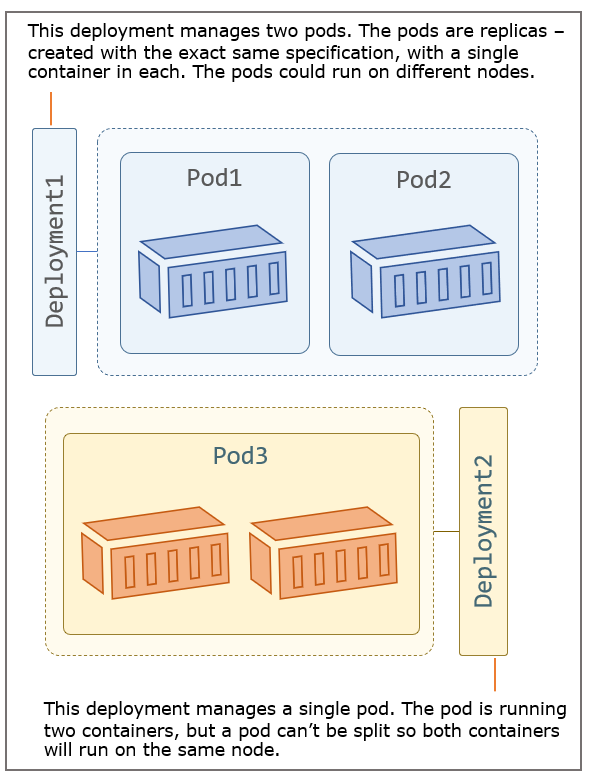 This deployment manages two pods. The pods are replicas –
created with the exact same specification, with a single
container in each. The pods could run on different nodes.
Deployment1
Pod1
Pod2
Pod3
Deployment2
This deployment manages a single pod. The pod is running
two containers, but a pod can’t be split so both containers
will run on the same node.